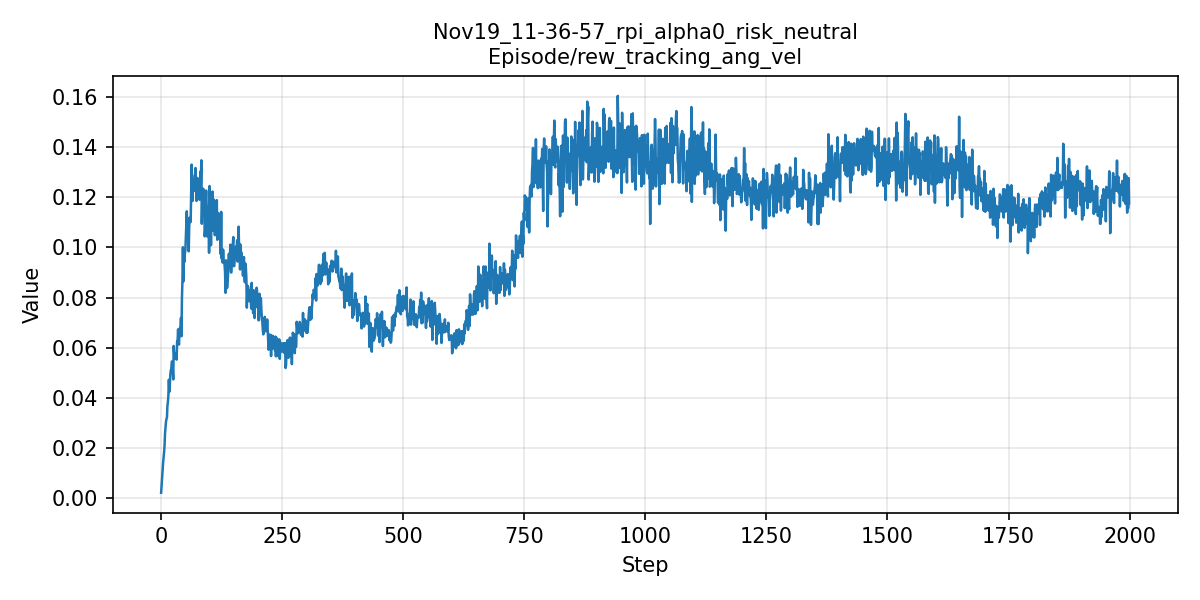 Nov19_11-36-57_rpi_alpha0_risk_neutral
Episode/rew_tracking_ang_vel
0.16
0.14
0.12
0.10
0.08
0.06
0.04
0.02
0.00
Value
0 250 500 750 1000 1250 1500 1750 2000
Step